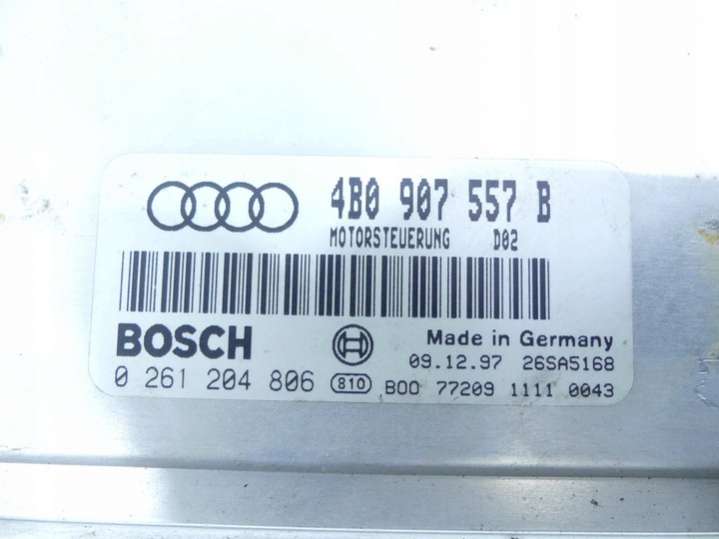 4B0 907 557 B
MOTORSTEUERUNG D02
BOSCH
Made in Germany
09.12.97 26SA5168
0 261 204 806 810 B00 77209 1111 0043